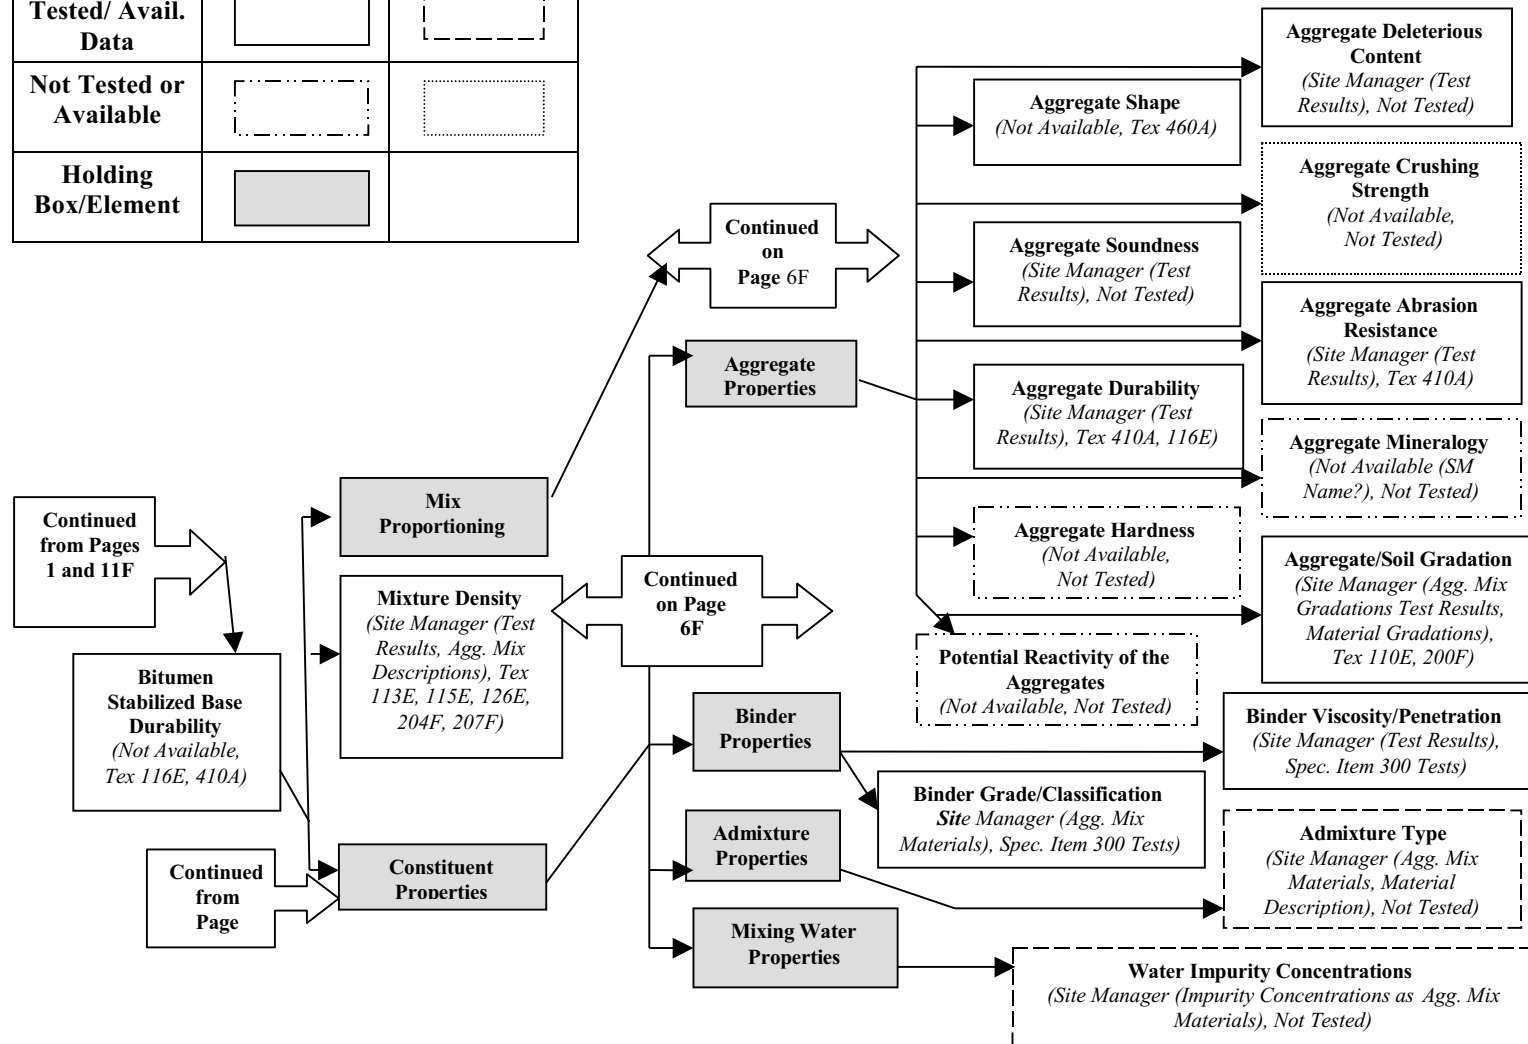 Tested/ Avail.
Data
Not Tested or
Available
Holding
Box/Element
Continued
on
Page 6F
Aggregate Shape
(Not Available, Tex 460A)
Aggregate Deleterious
Content
(Site Manager (Test
Results), Not Tested)
Aggregate Crushing
Strength
(Not Available,
Not Tested)
Aggregate Soundness
(Site Manager (Test
Results), Not Tested)
Aggregate Abrasion
Resistance
(Site Manager (Test
Results), Tex 410A)
Aggregate
Properties
Aggregate Durability
(Site Manager (Test
Results), Tex 410A, 116E)
Aggregate Mineralogy
(Not Available (SM
Name?), Not Tested)
Mix
Proportioning
Continued
from Pages
1 and 11F
Aggregate Hardness
(Not Available,
Not Tested)
Aggregate/Soil Gradation
(Site Manager (Agg. Mix
Gradations Test Results,
Material Gradations),
Tex 110E, 200F)
Continued
on Page
6F
Mixture Density
(Site Manager (Test
Results, Agg. Mix
Descriptions), Tex
113E, 115E, 126E,
204F, 207F)
Potential Reactivity of the
Aggregates
(Not Available, Not Tested)
Bitumen
Stabilized Base
Durability
(Not Available,
Tex 116E, 410A)
Binder
Properties
Binder Viscosity/Penetration
(Site Manager (Test Results),
Spec. Item 300 Tests)
Binder Grade/Classification
Site Manager (Agg. Mix
Materials), Spec. Item 300 Tests)
Admixture
Properties
Admixture Type
(Site Manager (Agg. Mix
Materials, Material
Description), Not Tested)
Continued
from
Page
Constituent
Properties
Mixing Water
Properties
Water Impurity Concentrations
(Site Manager (Impurity Concentrations as Agg. Mix
Materials), Not Tested)